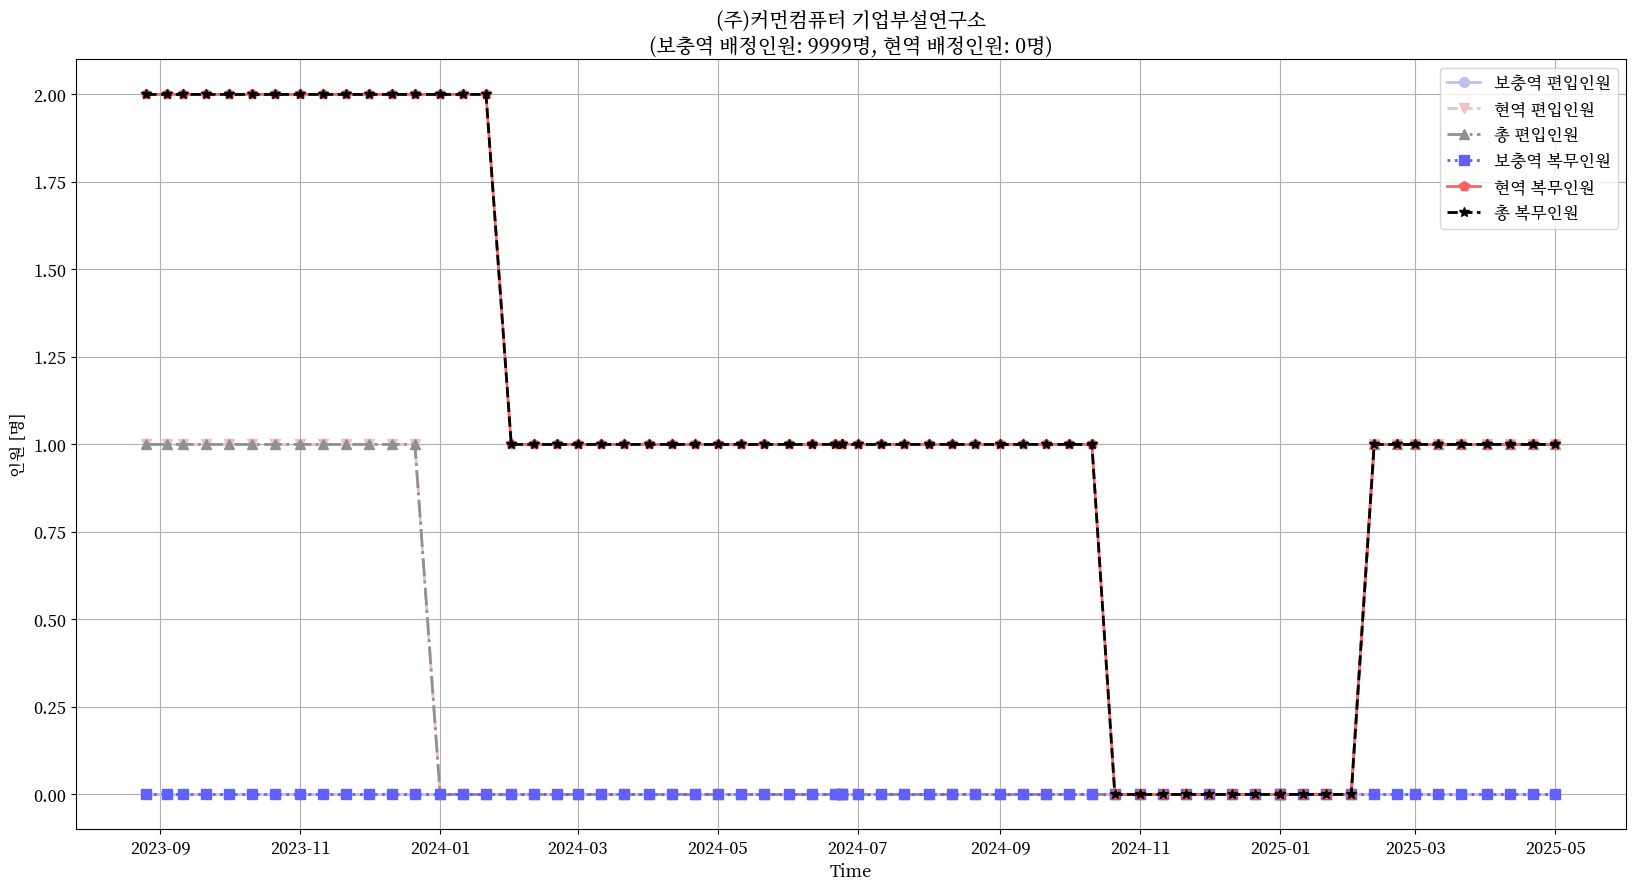 (주)커먼컴퓨터 기업부설연구소
(보충역 배정인원: 9999명, 현역 배정인원: 0명)
보충역 편입인원
현역 편입인원
총 편입인원
보충역 복무인원
현역 복무인원
총 복무인원
2.00
1.75
1.50
1.25
1.00
0.75
0.50
0.25
0.00
인원 [명]
2023-09 2023-11 2024-01 2024-03 2024-05 2024-07 2024-09 2024-11 2025-01 2025-03 2025-05
Time